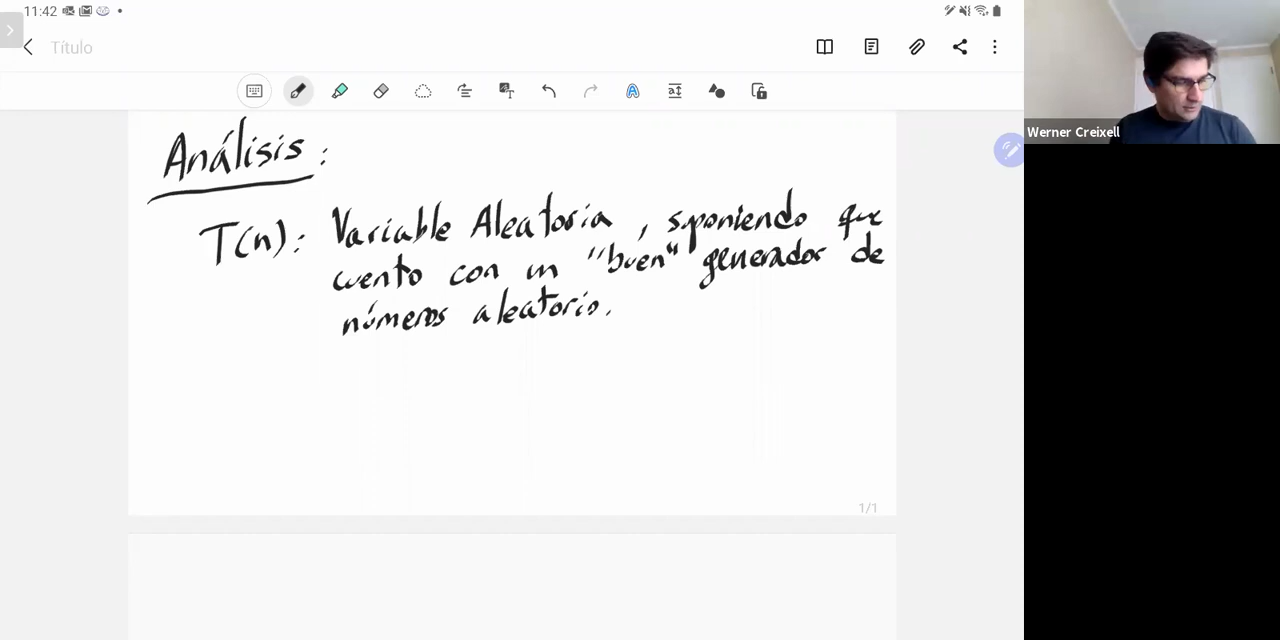 11:42
Título
Análisis:
T(n): Variable Aleatoria, suponiendo que
cuento con un "buen" generador de
números aleatorio.
1/1
Werner Creixell